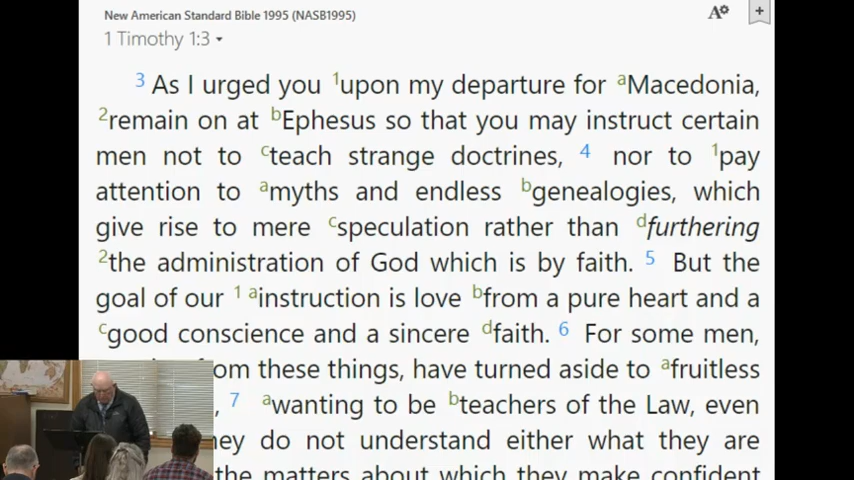 New American Standard Bible 1995 (NASB1995)
1 Timothy 1:3
3 As I urged you 1upon my departure for aMacedonia,
2remain on at bEphesus so that you may instruct certain
men not to cteach strange doctrines, 4 nor to 1pay
attention to amyths and endless bgenealogies, which
give rise to mere cspeculation rather than dfurthering
2the administration of God which is by faith. 5 But the
goal of our 1 ainstruction is love bfrom a pure heart and a
cgood conscience and a sincere dfaith. 6 For some men,
from these things, have turned aside to afruitless
, 7 awanting to be bteachers of the Law, even
do not understand either what they are
the matters about which they make confident